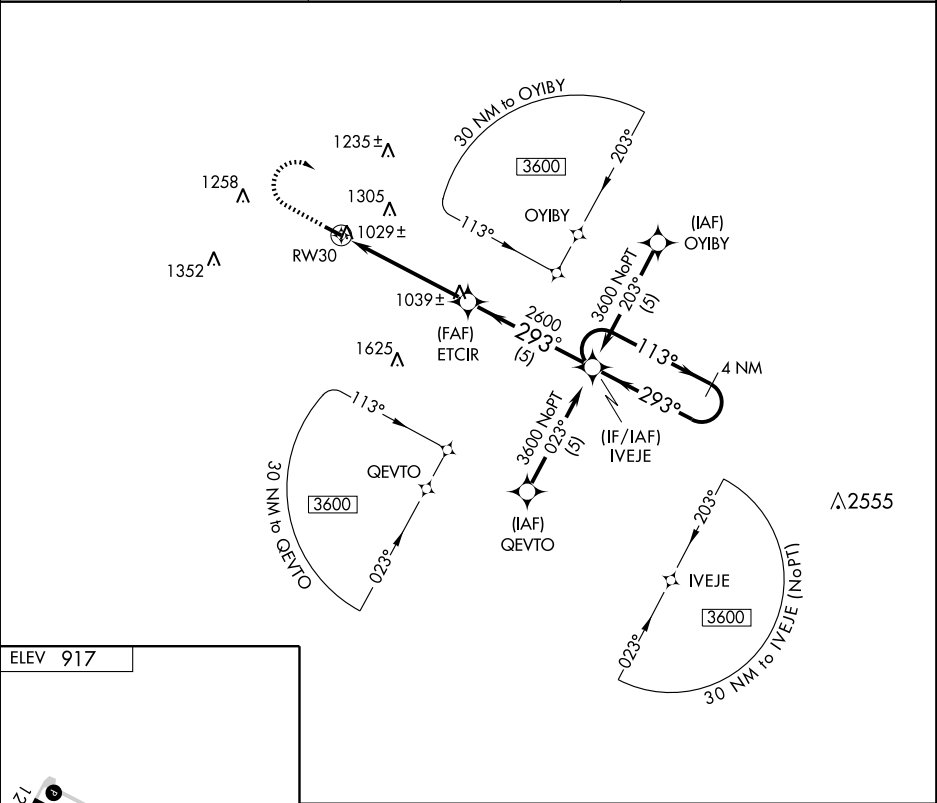 30 NM to OYIBY
203°
3600
1235±
1258
1305
OYIBY
113°
(IAF)
OYIBY
1029±
RW30
1352
3600 NoPT
203°
(5)
1039±
2600
293°
(5)
(FAF)
ETCIR
113°
4 NM
1625
293°
(IF/IAF)
IVEJE
113°
3600 NoPT
023°
(5)
QEVTO
30 NM to QEVTO
3600
023°
(IAF)
QEVTO
203°
2555
IVEJE
3600
023°
30 NM to IVEJE (NoPT)
ELEV 917
12
P